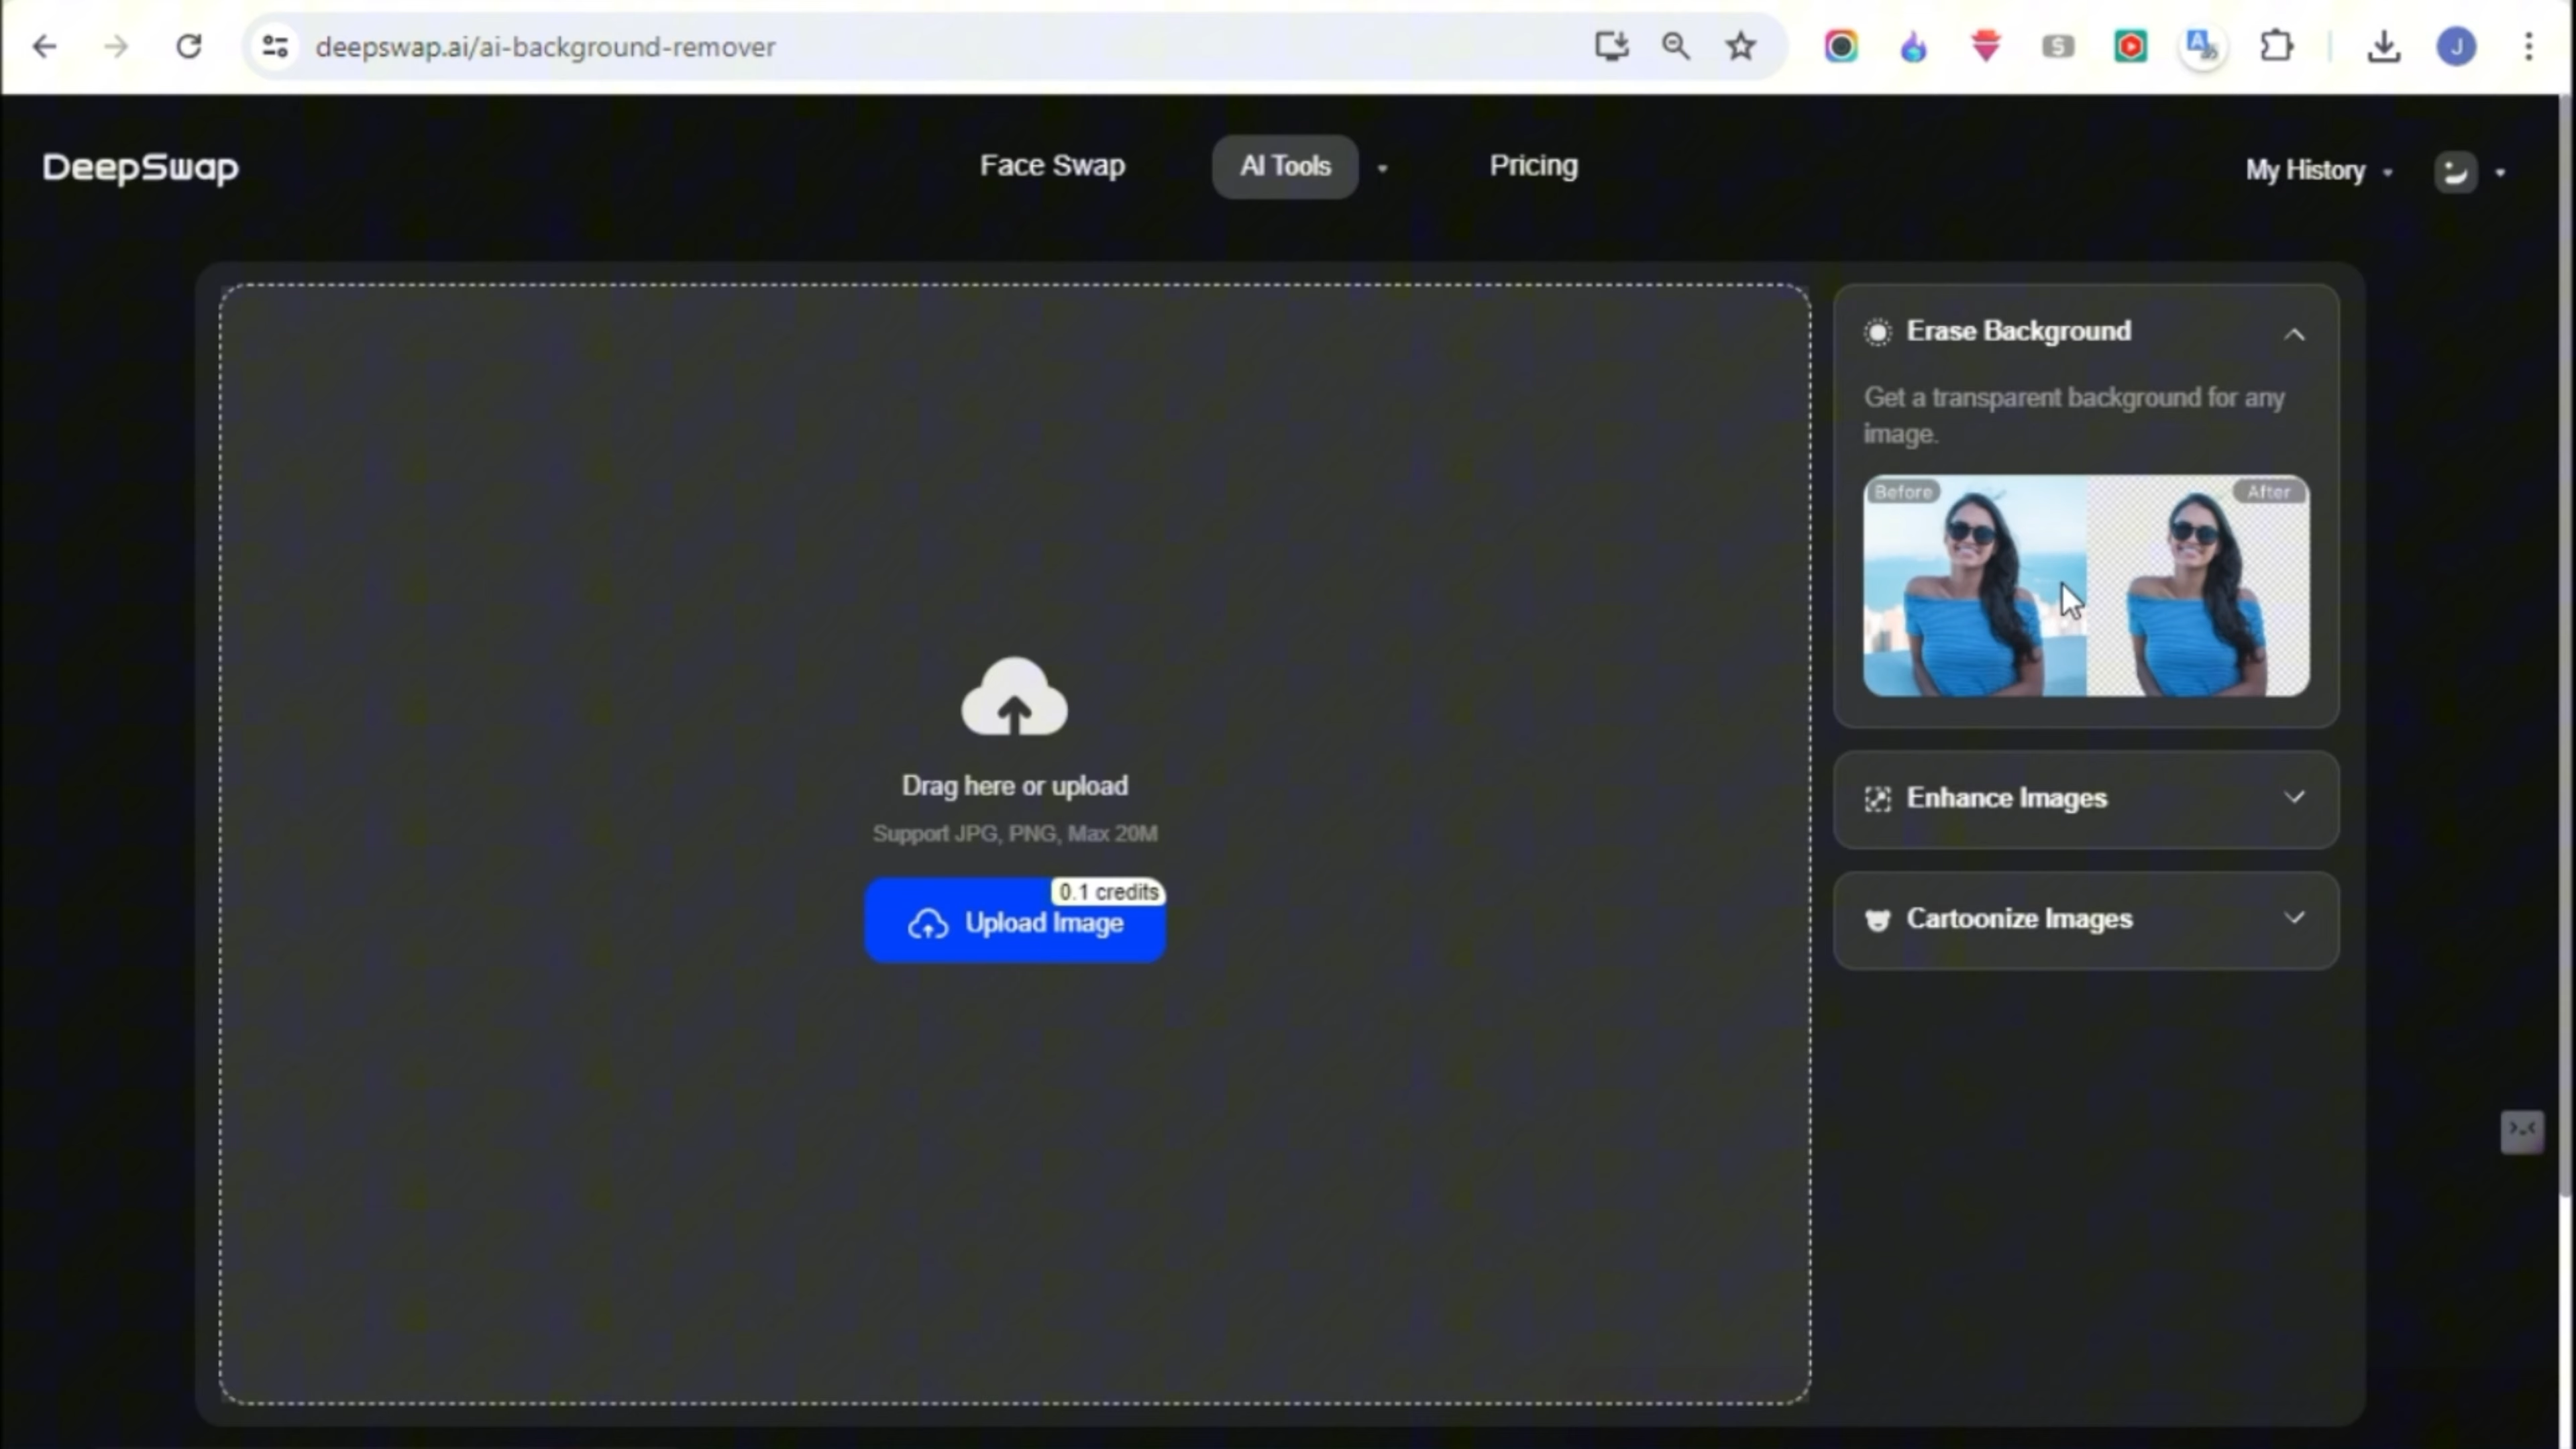 deepswap.ai/ai-background-remover
S
A
J
DeepSwap
Face Swap
AI Tools
Pricing
My History
Erase Background
Get a transparent background for any
image.
Before
After
Drag here or upload
Support JPG, PNG, Max 20M
0.1 credits
Upload Image
Enhance Images
Cartoonize Images